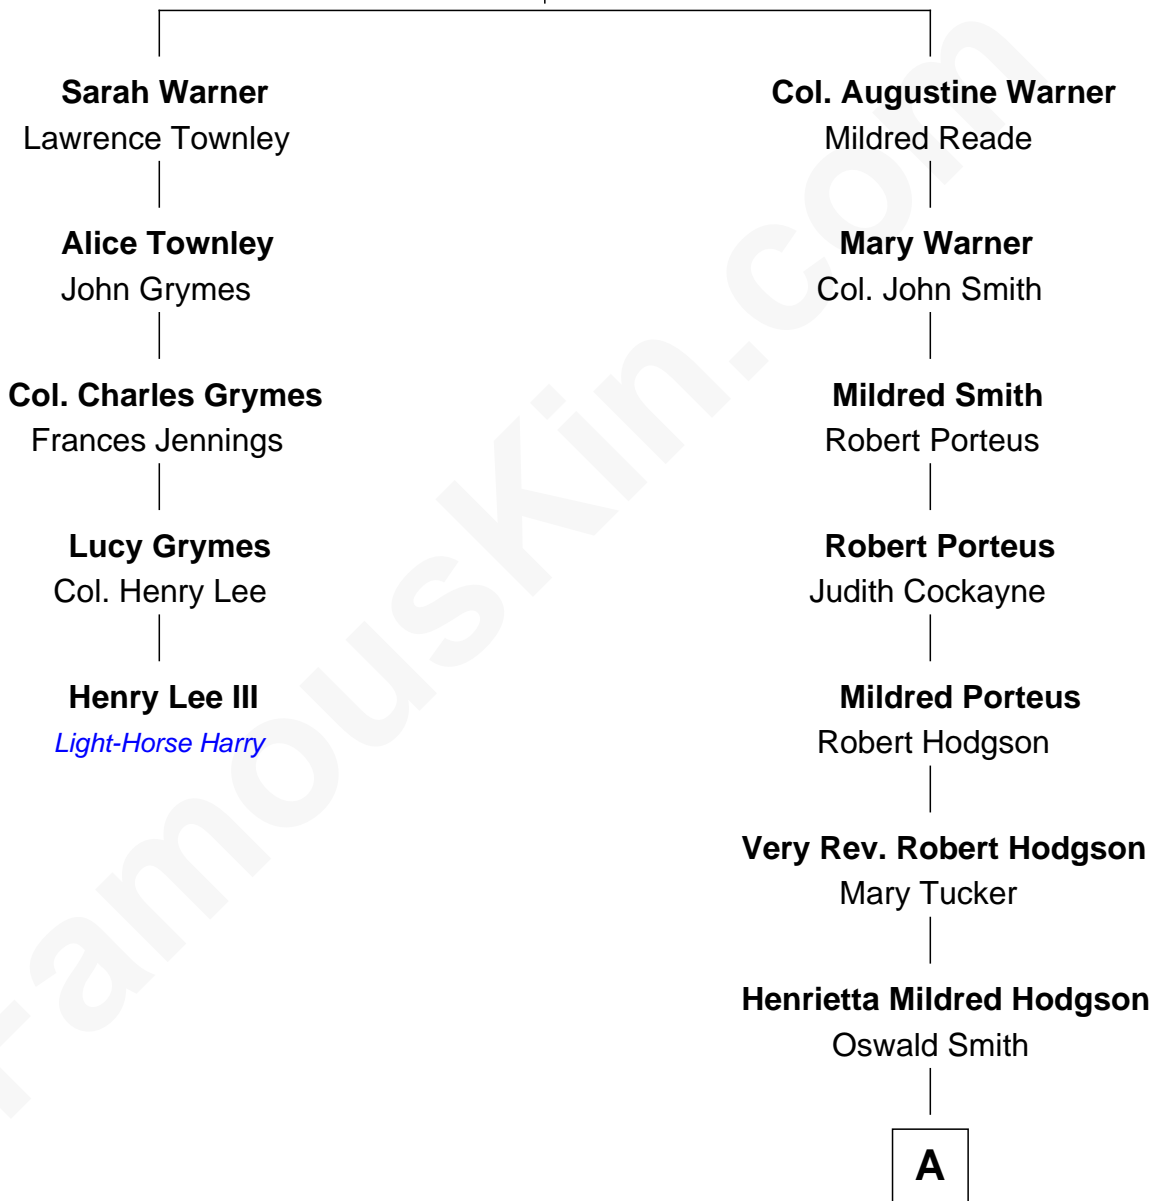 Sarah Warner
Lawrence Townley
Alice Townley
John Grymes
Col. Charles Grymes
Frances Jennings
Lucy Grymes
Col. Henry Lee
Henry Lee III
Light-Horse Harry
Col. Augustine Warner
Mildred Reade
Mary Warner
Col. John Smith
Mildred Smith
Robert Porteus
Robert Porteus
Judith Cockayne
Mildred Porteus
Robert Hodgson
Very Rev. Robert Hodgson
Mary Tucker
Henrietta Mildred Hodgson
Oswald Smith
A
FamousKin.com